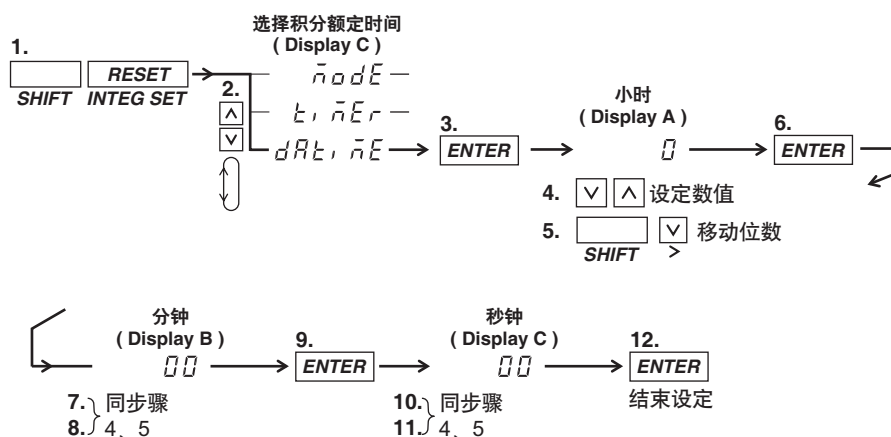 选择积分额定时间
( Display C )
1.
RESET
SHIFT INTEG SET
2.
modE
timEr
dAtimE
3.
ENTER
小时
( Display A )
0
6.
ENTER
4. 设定数值
5. 移动位数
SHIFT >
分钟
( Display B )
00
9.
ENTER
秒钟
( Display C )
00
12.
ENTER
结束设定
7. 同步骤
8. 4、5
10. 同步骤
11. 4、5